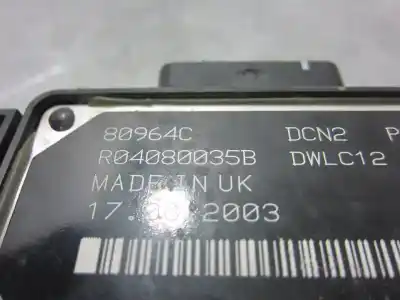 80964C DCN2 P
R04080035B DWLC12
MADE IN UK
2003